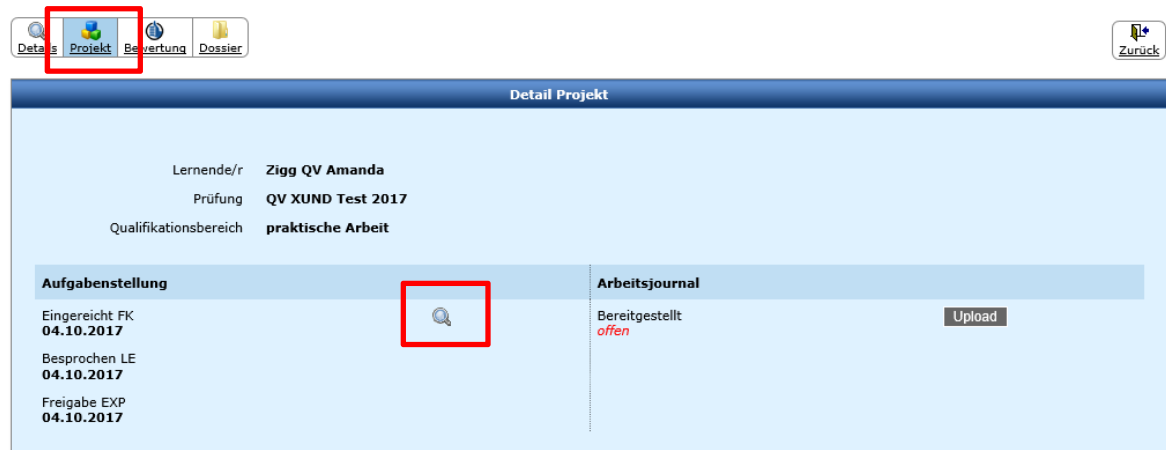 Details Projekt Bewertung Dossier
Zurück
Detail Projekt
Lernende/r Zigg QV Amanda
Prüfung QV XUND Test 2017
Qualifikationsbereich praktische Arbeit
Aufgabenstellung
Eingereicht FK
04.10.2017
Besprochen LE
04.10.2017
Freigabe EXP
04.10.2017
Arbeitsjournal
Bereitgestellt Upload
offen